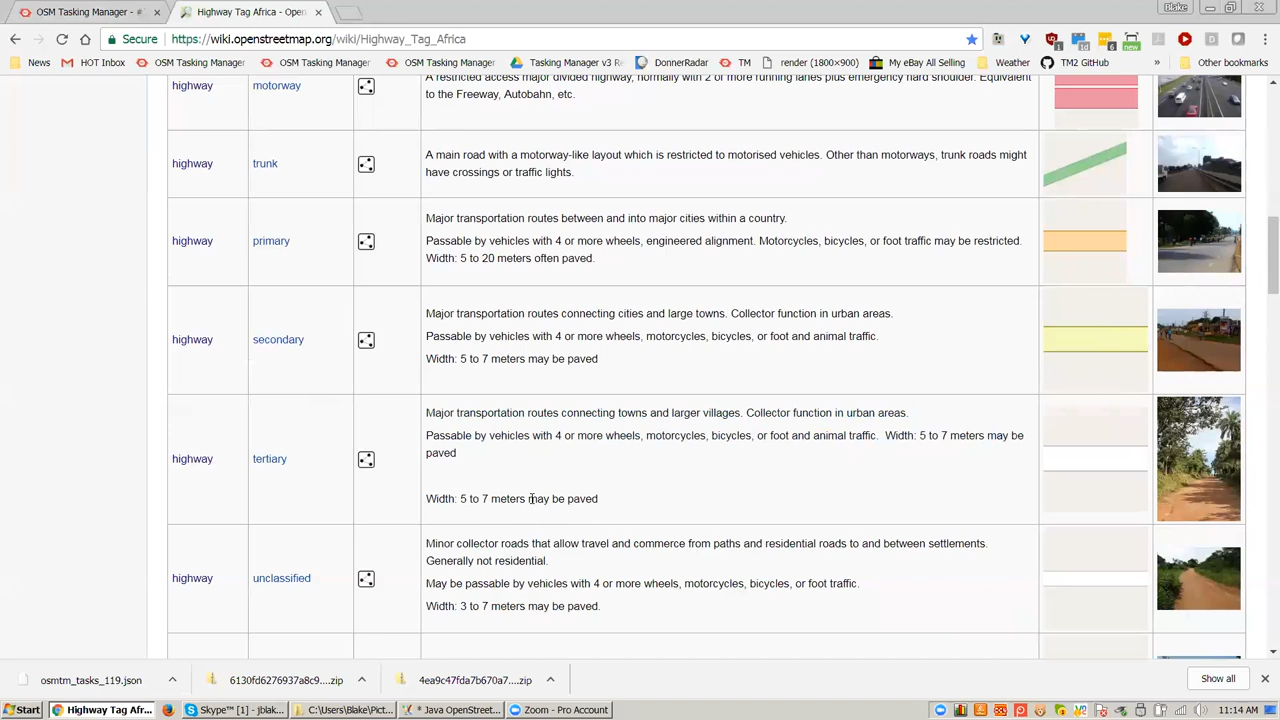 OSM Tasking Manager - #
Highway Tag Africa - Open
Blake
Secure https://wiki.openstreetmap.org/wiki/Highway_Tag_Africa
News HOT Inbox OSM Tasking Manager OSM Tasking Manager Tasking Manager v3 Re DonnerRadar TM render (1800×900) My eBay All Selling Weather TM2 GitHub » Other bookmarks
highway motorway A restricted access major divided highway, normally with 2 or more running lanes plus emergency hard shoulder. Equivalent
to the Freeway, Autobahn, etc.
highway trunk A main road with a motorway-like layout which is restricted to motorised vehicles. Other than motorways, trunk roads might
have crossings or traffic lights.
Major transportation routes between and into major cities within a country.
highway primary Passable by vehicles with 4 or more wheels, engineered alignment. Motorcycles, bicycles, or foot traffic may be restricted.
Width: 5 to 20 meters often paved.
Major transportation routes connecting cities and large towns. Collector function in urban areas.
highway secondary Passable by vehicles with 4 or more wheels, motorcycles, bicycles, or foot and animal traffic.
Width: 5 to 7 meters may be paved
Major transportation routes connecting towns and larger villages. Collector function in urban areas.
Passable by vehicles with 4 or more wheels, motorcycles, bicycles, or foot and animal traffic. Width: 5 to 7 meters may be
paved
highway tertiary
Width: 5 to 7 meters may be paved
Minor collector roads that allow travel and commerce from paths and residential roads to and between settlements.
Generally not residential.
highway unclassified May be passable by vehicles with 4 or more wheels, motorcycles, bicycles, or foot traffic.
Width: 3 to 7 meters may be paved.
osmtm_tasks_119.json 6130fd6276937a8c9....zip 4ea9c47fda7b670a7....zip Show all
Start Highway Tag Afr... Skype™ [1] - jblak... C:\Users\Blake\Pict... * Java OpenStreet... Zoom - Pro Account 11:14 AM